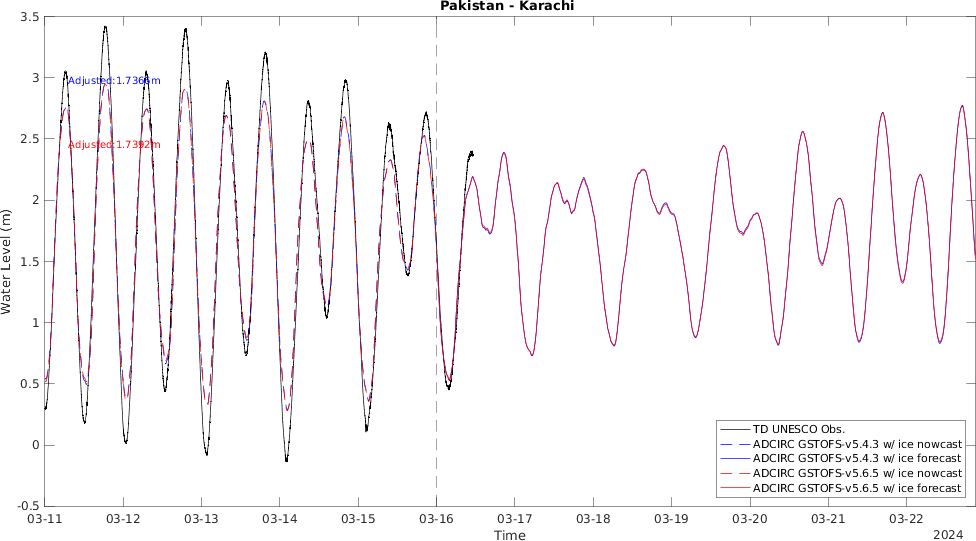 Pakistan - Karachi
3.5
3
2.5
2
1.5
1
0.5
0
-0.5
Water Level (m)
Adjusted:1.7392m
03-11 03-12 03-13 03-14 03-15 03-16 03-17 03-18 03-19 03-20 03-21 03-22
Time
2024
TD UNESCO Obs.
ADCIRC GSTOFS-v5.4.3 w/ ice nowcast
ADCIRC GSTOFS-v5.4.3 w/ ice forecast
ADCIRC GSTOFS-v5.6.5 w/ ice nowcast
ADCIRC GSTOFS-v5.6.5 w/ ice forecast